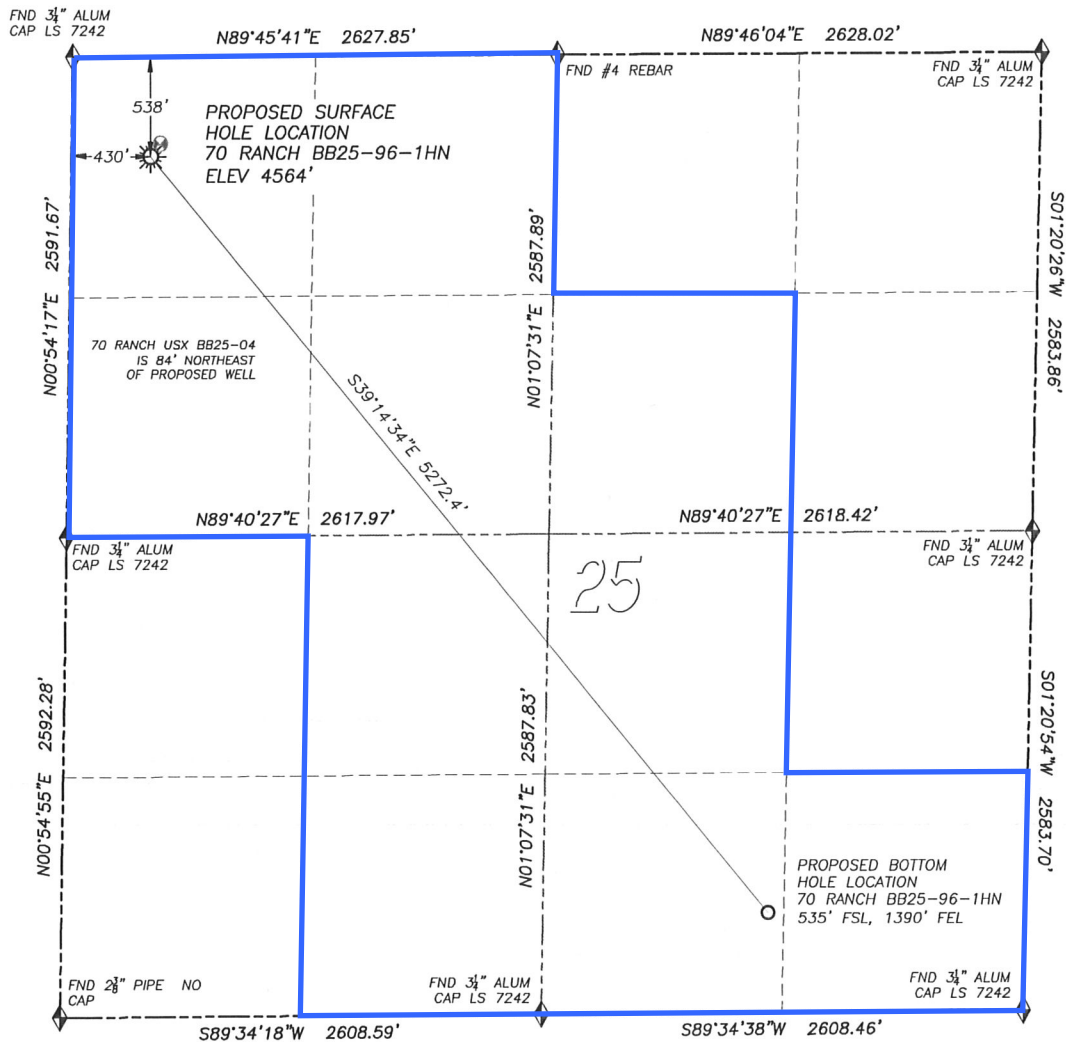 FND 3¼" ALUM
CAP LS 7242
N89°45'41"E 2627.85'
N89°46'04"E 2628.02'
FND #4 REBAR
FND 3¼" ALUM
CAP LS 7242
538'
430'
PROPOSED SURFACE
HOLE LOCATION
70 RANCH BB25-96-1HN
ELEV 4564'
N00°54'17"E 2591.67'
N01°07'31"E 2587.89'
S01°20'26"W 2583.86'
70 RANCH USX BB25-04
IS 84' NORTHEAST
OF PROPOSED WELL
S39°14'34"E 5272.4'
N89°40'27"E 2617.97'
N89°40'27"E 2618.42'
FND 3¼" ALUM
CAP LS 7242
FND 3¼" ALUM
CAP LS 7242
25
N00°54'55"E 2592.28'
N01°07'31"E 2587.83'
S01°20'54"W 2583.70'
PROPOSED BOTTOM
HOLE LOCATION
70 RANCH BB25-96-1HN
535' FSL, 1390' FEL
FND 2⅜" PIPE NO
CAP
FND 3¼" ALUM
CAP LS 7242
FND 3¼" ALUM
CAP LS 7242
S89°34'18"W 2608.59'
S89°34'38"W 2608.46'